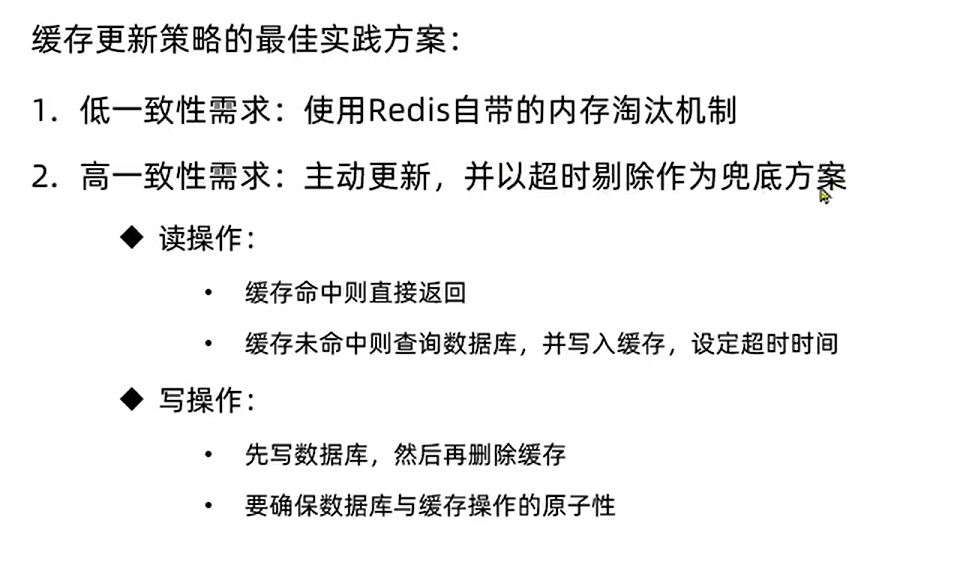 缓存更新策略的最佳实践方案：
1. 低一致性需求：使用Redis自带的内存淘汰机制
2. 高一致性需求：主动更新，并以超时剔除作为兜底方案
◆ 读操作：
• 缓存命中则直接返回
• 缓存未命中则查询数据库，并写入缓存，设定超时时间
◆ 写操作：
• 先写数据库，然后再删除缓存
• 要确保数据库与缓存操作的原子性